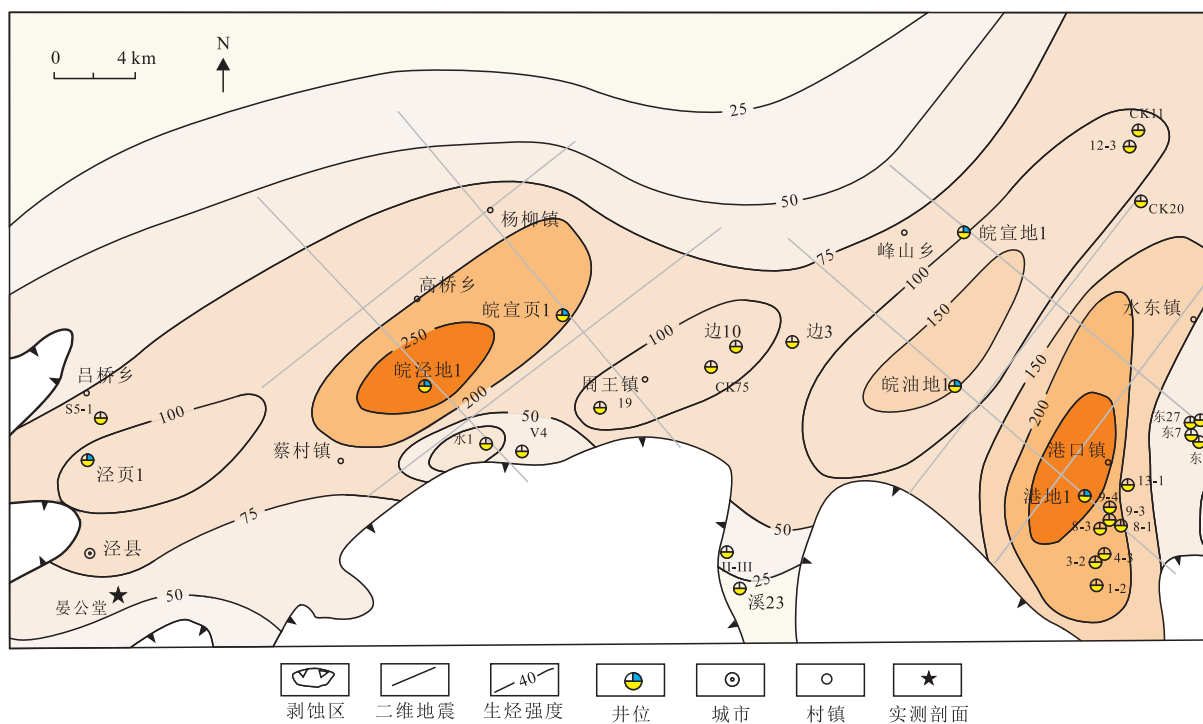 0 4 km
N
25
50
75
CK11
12-3
CK20
杨柳镇
峰山乡
皖宣地1
高桥乡
100
150
水东镇
皖宣页1
250
边10
边3
100
吕桥乡
皖泾地1
周王镇
CK75
皖油地1
150
200
S5-1
100
200
19
50
V4
水1
蔡村镇
泾页1
东27
东7
东
港口镇
13-1
港地1
9-4
9-3
8-3
8-1
75
泾县
50
II-III
25
3-2
4-3
1-2
晏公堂
50
溪23
40
剥蚀区
二维地震
生烃强度
井位
城市
村镇
实测剖面